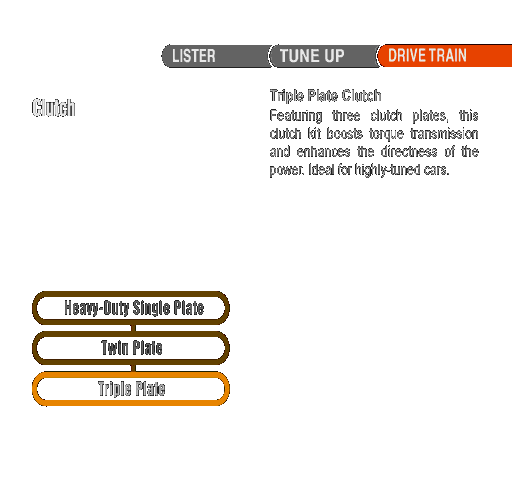 LISTER
TUNE UP
DRIVE TRAIN
Clutch
Triple Plate Clutch
Featuring three clutch plates, this
clutch kit boosts torque transmission
and enhances the directness of the
power. Ideal for highly-tuned cars.
Heavy-Duty Single Plate
Twin Plate
Triple Plate